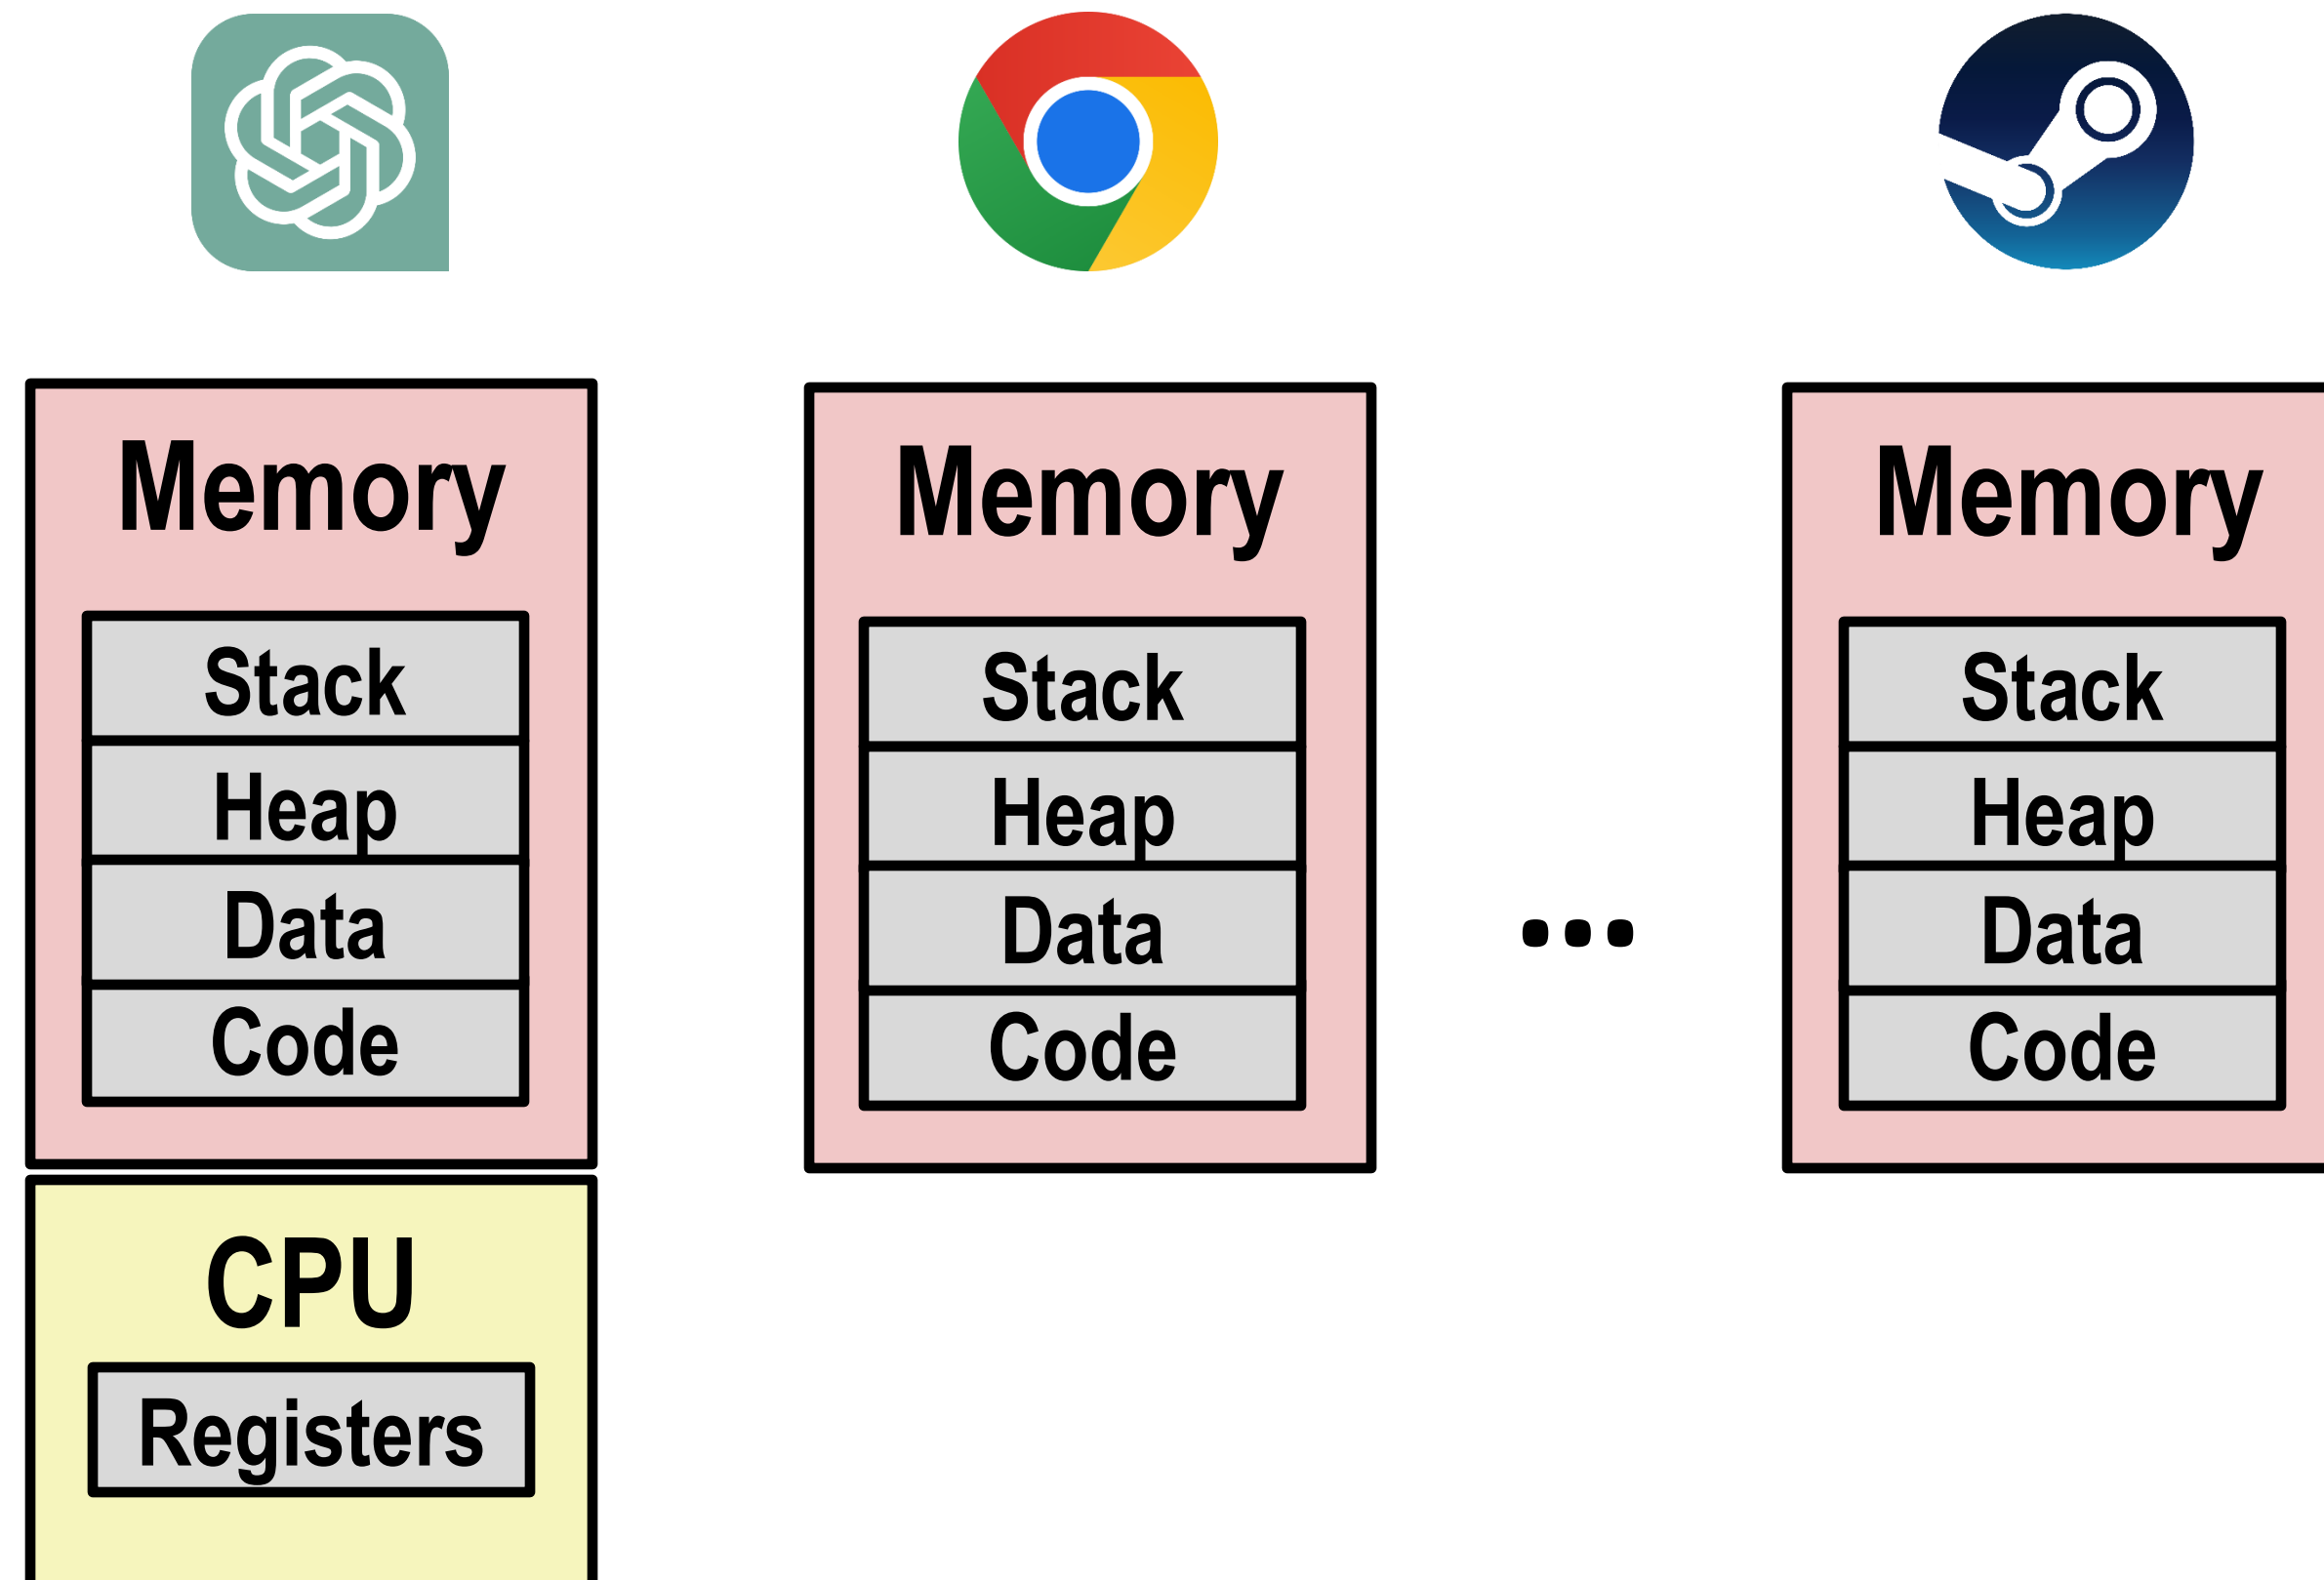 Memory
Stack
Heap
Data
Code
CPU
Registers
Memory
Stack
Heap
Data
Code
...
Memory
Stack
Heap
Data
Code